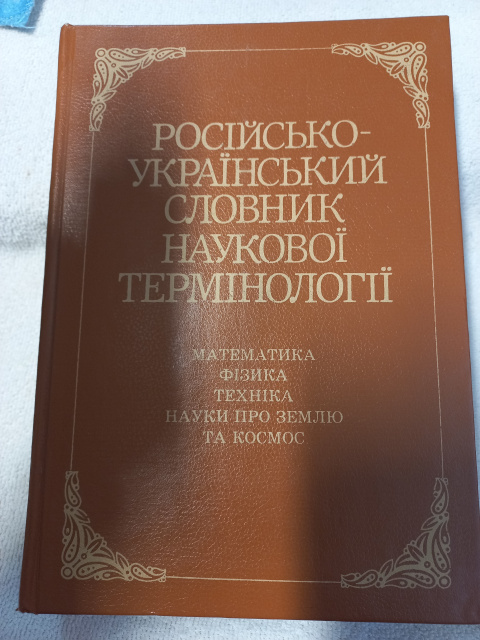 РОСІЙСЬКО-
УКРАЇНСЬКИЙ
СЛОВНИК
НАУКОВОЇ
ТЕРМІНОЛОГІЇ
МАТЕМАТИКА
ФІЗИКА
ТЕХНІКА
НАУКИ ПРО ЗЕМЛЮ
ТА КОСМОС